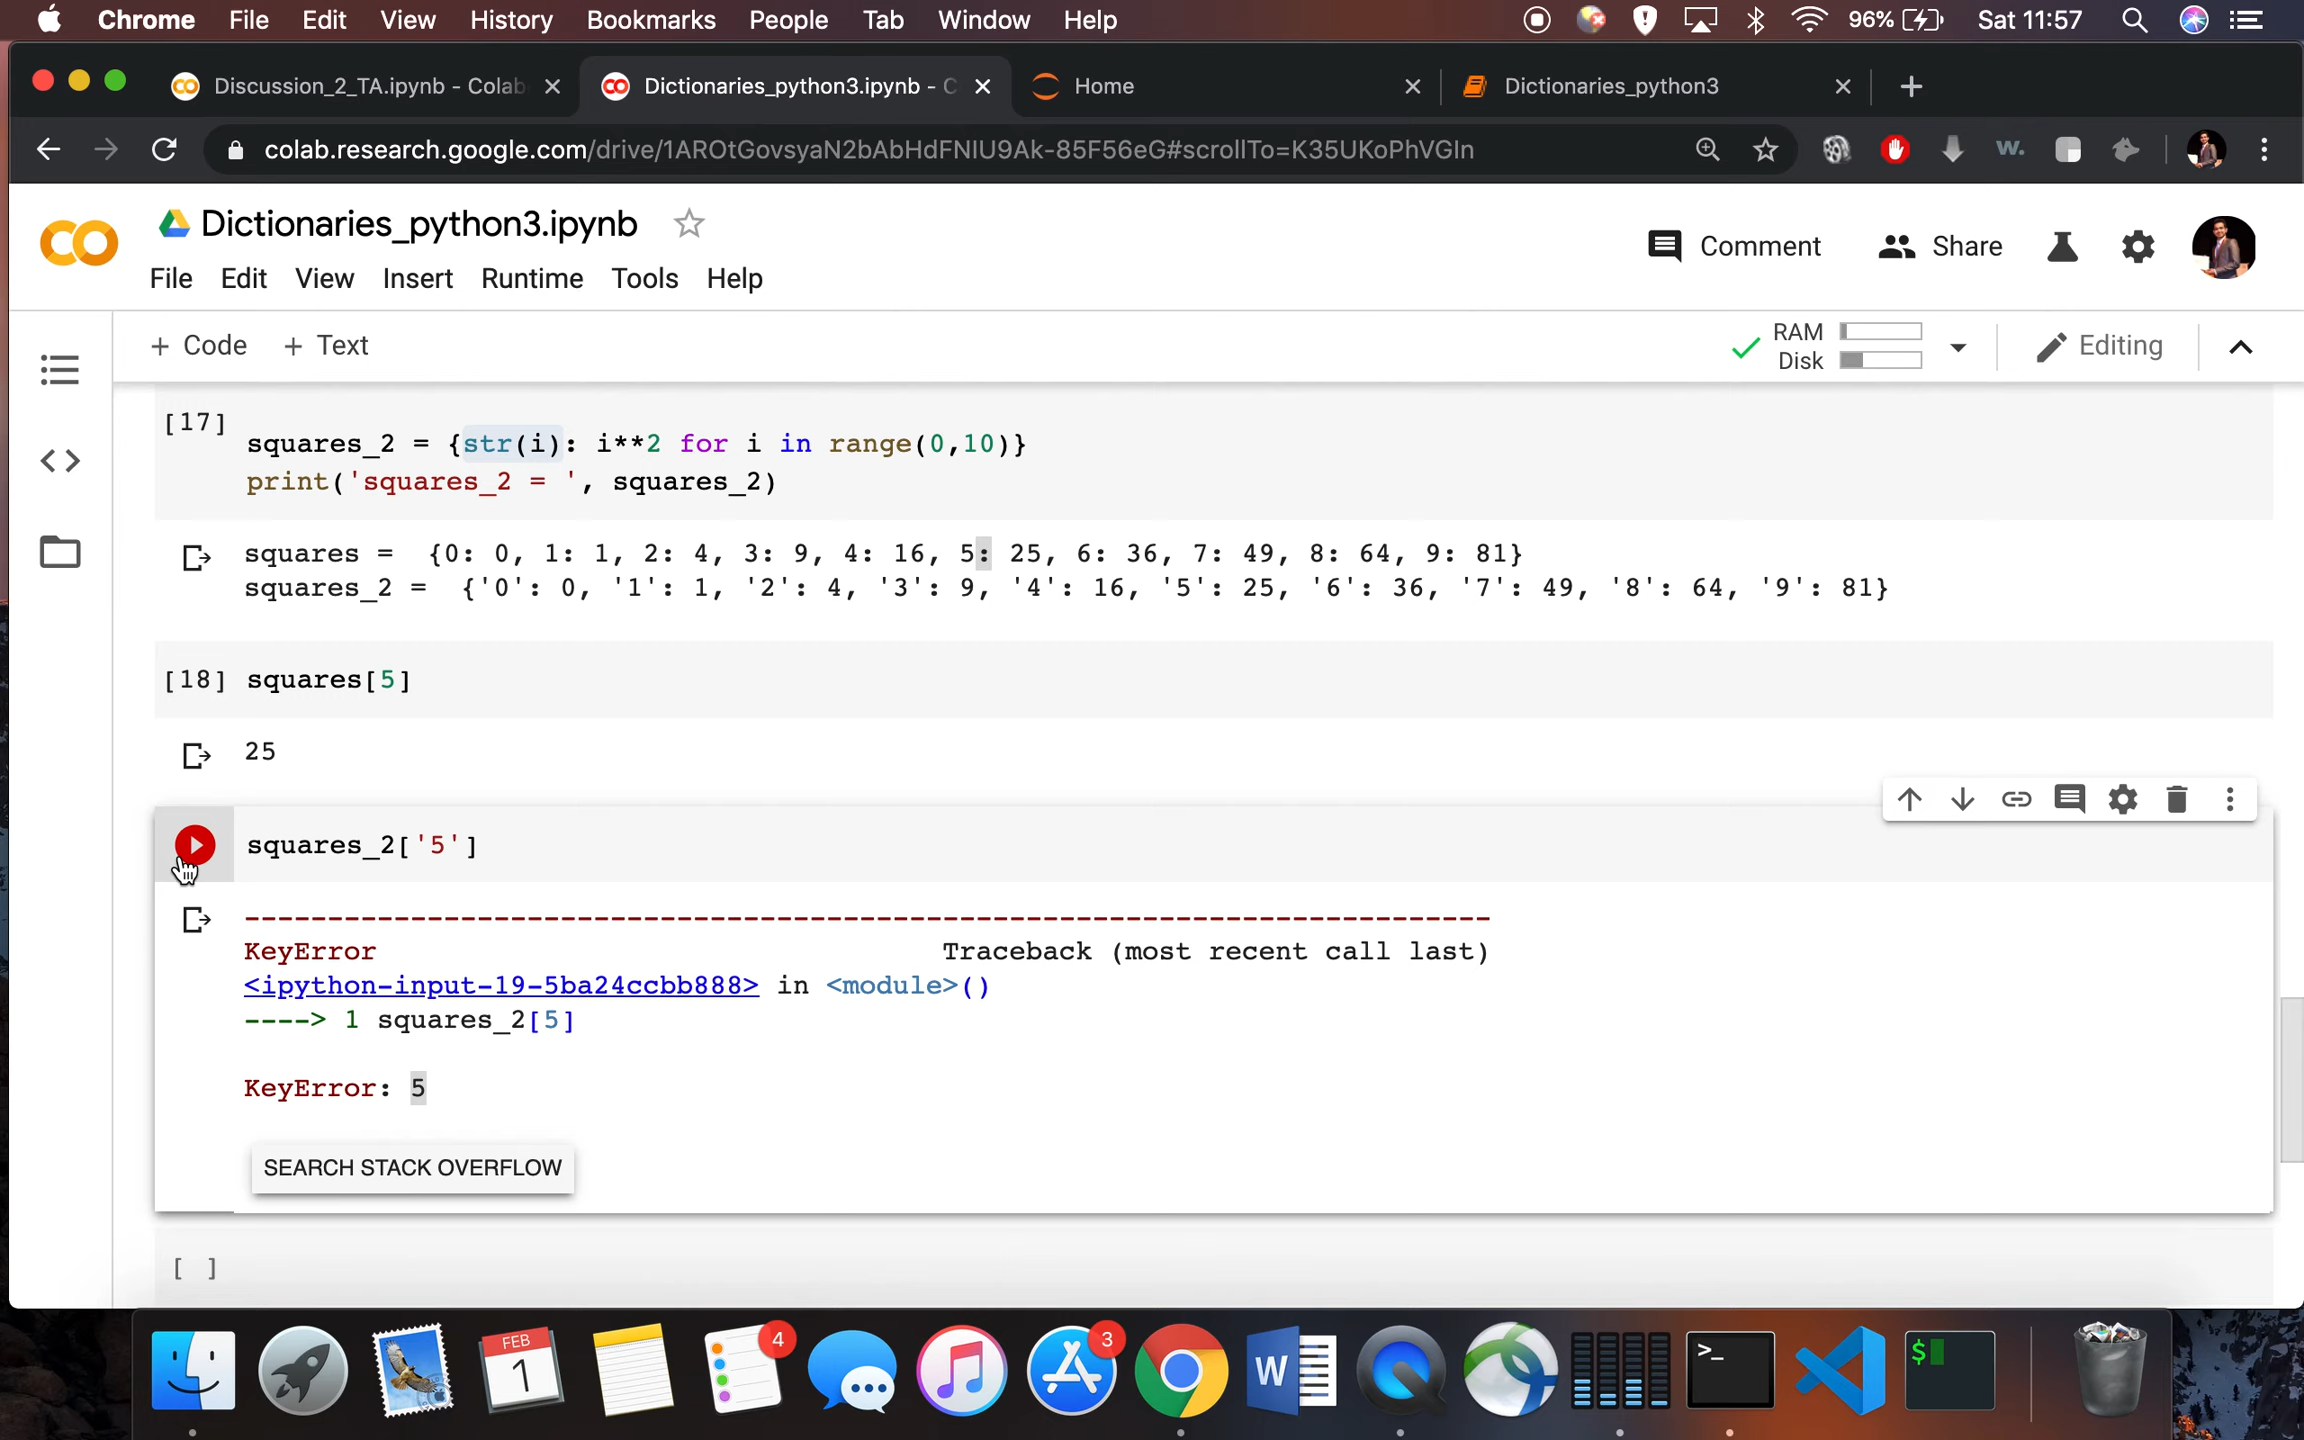 Chrome File Edit View History Bookmarks People Tab Window Help 96% Sat 11:57
Discussion_2_TA.ipynb - Colab Dictionaries_python3.ipynb - C Home Dictionaries_python3
colab.research.google.com/drive/1AROtGovsyaN2bAbHdFNIU9Ak-85F56eG#scrollTo=K35UKoPhVGIn w.
Dictionaries_python3.ipynb
Comment Share
File Edit View Insert Runtime Tools Help
+ Code + Text RAM Disk Editing
[17]
squares_2 = {str(i): i**2 for i in range(0,10)}
print('squares_2 = ', squares_2)
squares = {0: 0, 1: 1, 2: 4, 3: 9, 4: 16, 5: 25, 6: 36, 7: 49, 8: 64, 9: 81}
squares_2 = {'0': 0, '1': 1, '2': 4, '3': 9, '4': 16, '5': 25, '6': 36, '7': 49, '8': 64, '9': 81}
[18] squares[5]
25
squares_2['5']
---------------------------------------------------------------------------
KeyError Traceback (most recent call last)
<ipython-input-19-5ba24ccbb888> in <module>()
----> 1 squares_2[5]
KeyError: 5
SEARCH STACK OVERFLOW
[ ]
FEB 1 4 3 W >_ $